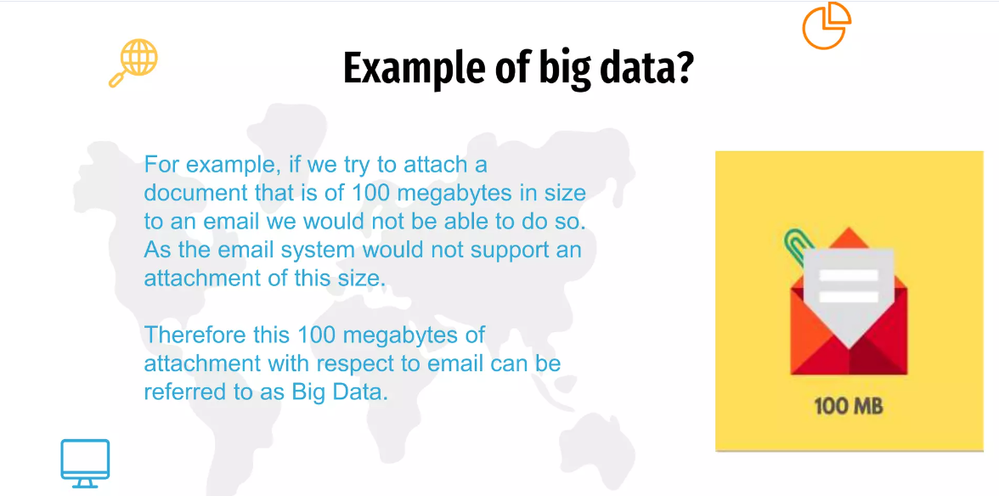 Example of big data?
For example, if we try to attach a
document that is of 100 megabytes in size
to an email we would not be able to do so.
As the email system would not support an
attachment of this size.
Therefore this 100 megabytes of
attachment with respect to email can be
referred to as Big Data.
100 MB